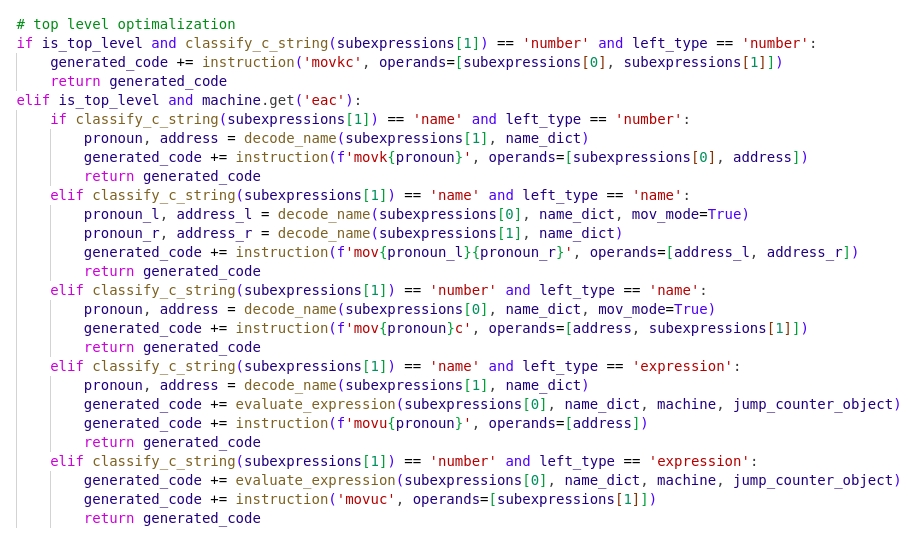 # top level optimalization
if is_top_level and classify_c_string(subexpressions[1]) == 'number' and left_type == 'number':
    generated_code += instruction('movkc', operands=[subexpressions[0], subexpressions[1]])
    return generated_code
elif is_top_level and machine.get('eac'):
    if classify_c_string(subexpressions[1]) == 'name' and left_type == 'number':
        pronoun, address = decode_name(subexpressions[1], name_dict)
        generated_code += instruction(f'movk{pronoun}', operands=[subexpressions[0], address])
        return generated_code
    elif classify_c_string(subexpressions[1]) == 'name' and left_type == 'name':
        pronoun_l, address_l = decode_name(subexpressions[0], name_dict, mov_mode=True)
        pronoun_r, address_r = decode_name(subexpressions[1], name_dict)
        generated_code += instruction(f'mov{pronoun_l}{pronoun_r}', operands=[address_l, address_r])
        return generated_code
    elif classify_c_string(subexpressions[1]) == 'number' and left_type == 'name':
        pronoun, address = decode_name(subexpressions[0], name_dict, mov_mode=True)
        generated_code += instruction(f'mov{pronoun}c', operands=[address, subexpressions[1]])
        return generated_code
    elif classify_c_string(subexpressions[1]) == 'name' and left_type == 'expression':
        pronoun, address = decode_name(subexpressions[1], name_dict)
        generated_code += evaluate_expression(subexpressions[0], name_dict, machine, jump_counter_object)
        generated_code += instruction(f'movu{pronoun}', operands=[address])
        return generated_code
    elif classify_c_string(subexpressions[1]) == 'number' and left_type == 'expression':
        generated_code += evaluate_expression(subexpressions[0], name_dict, machine, jump_counter_object)
        generated_code += instruction('movuc', operands=[subexpressions[1]])
        return generated_code